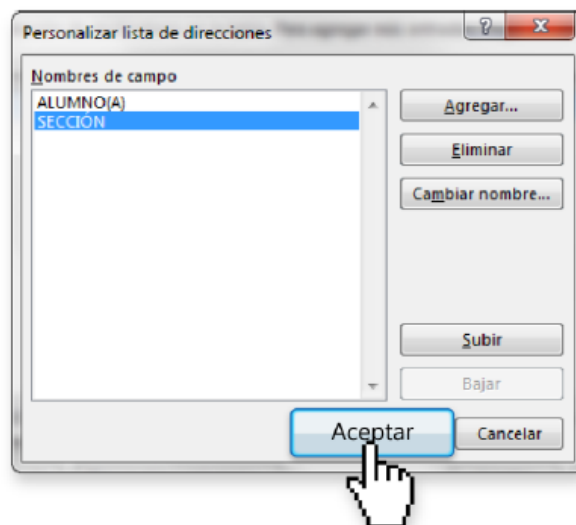 Personalizar lista de direcciones
Nombres de campo
ALUMNO(A)
SECCIÓN
Agregar...
Eliminar
Cambiar nombre...
Subir
Bajar
Aceptar
Cancelar